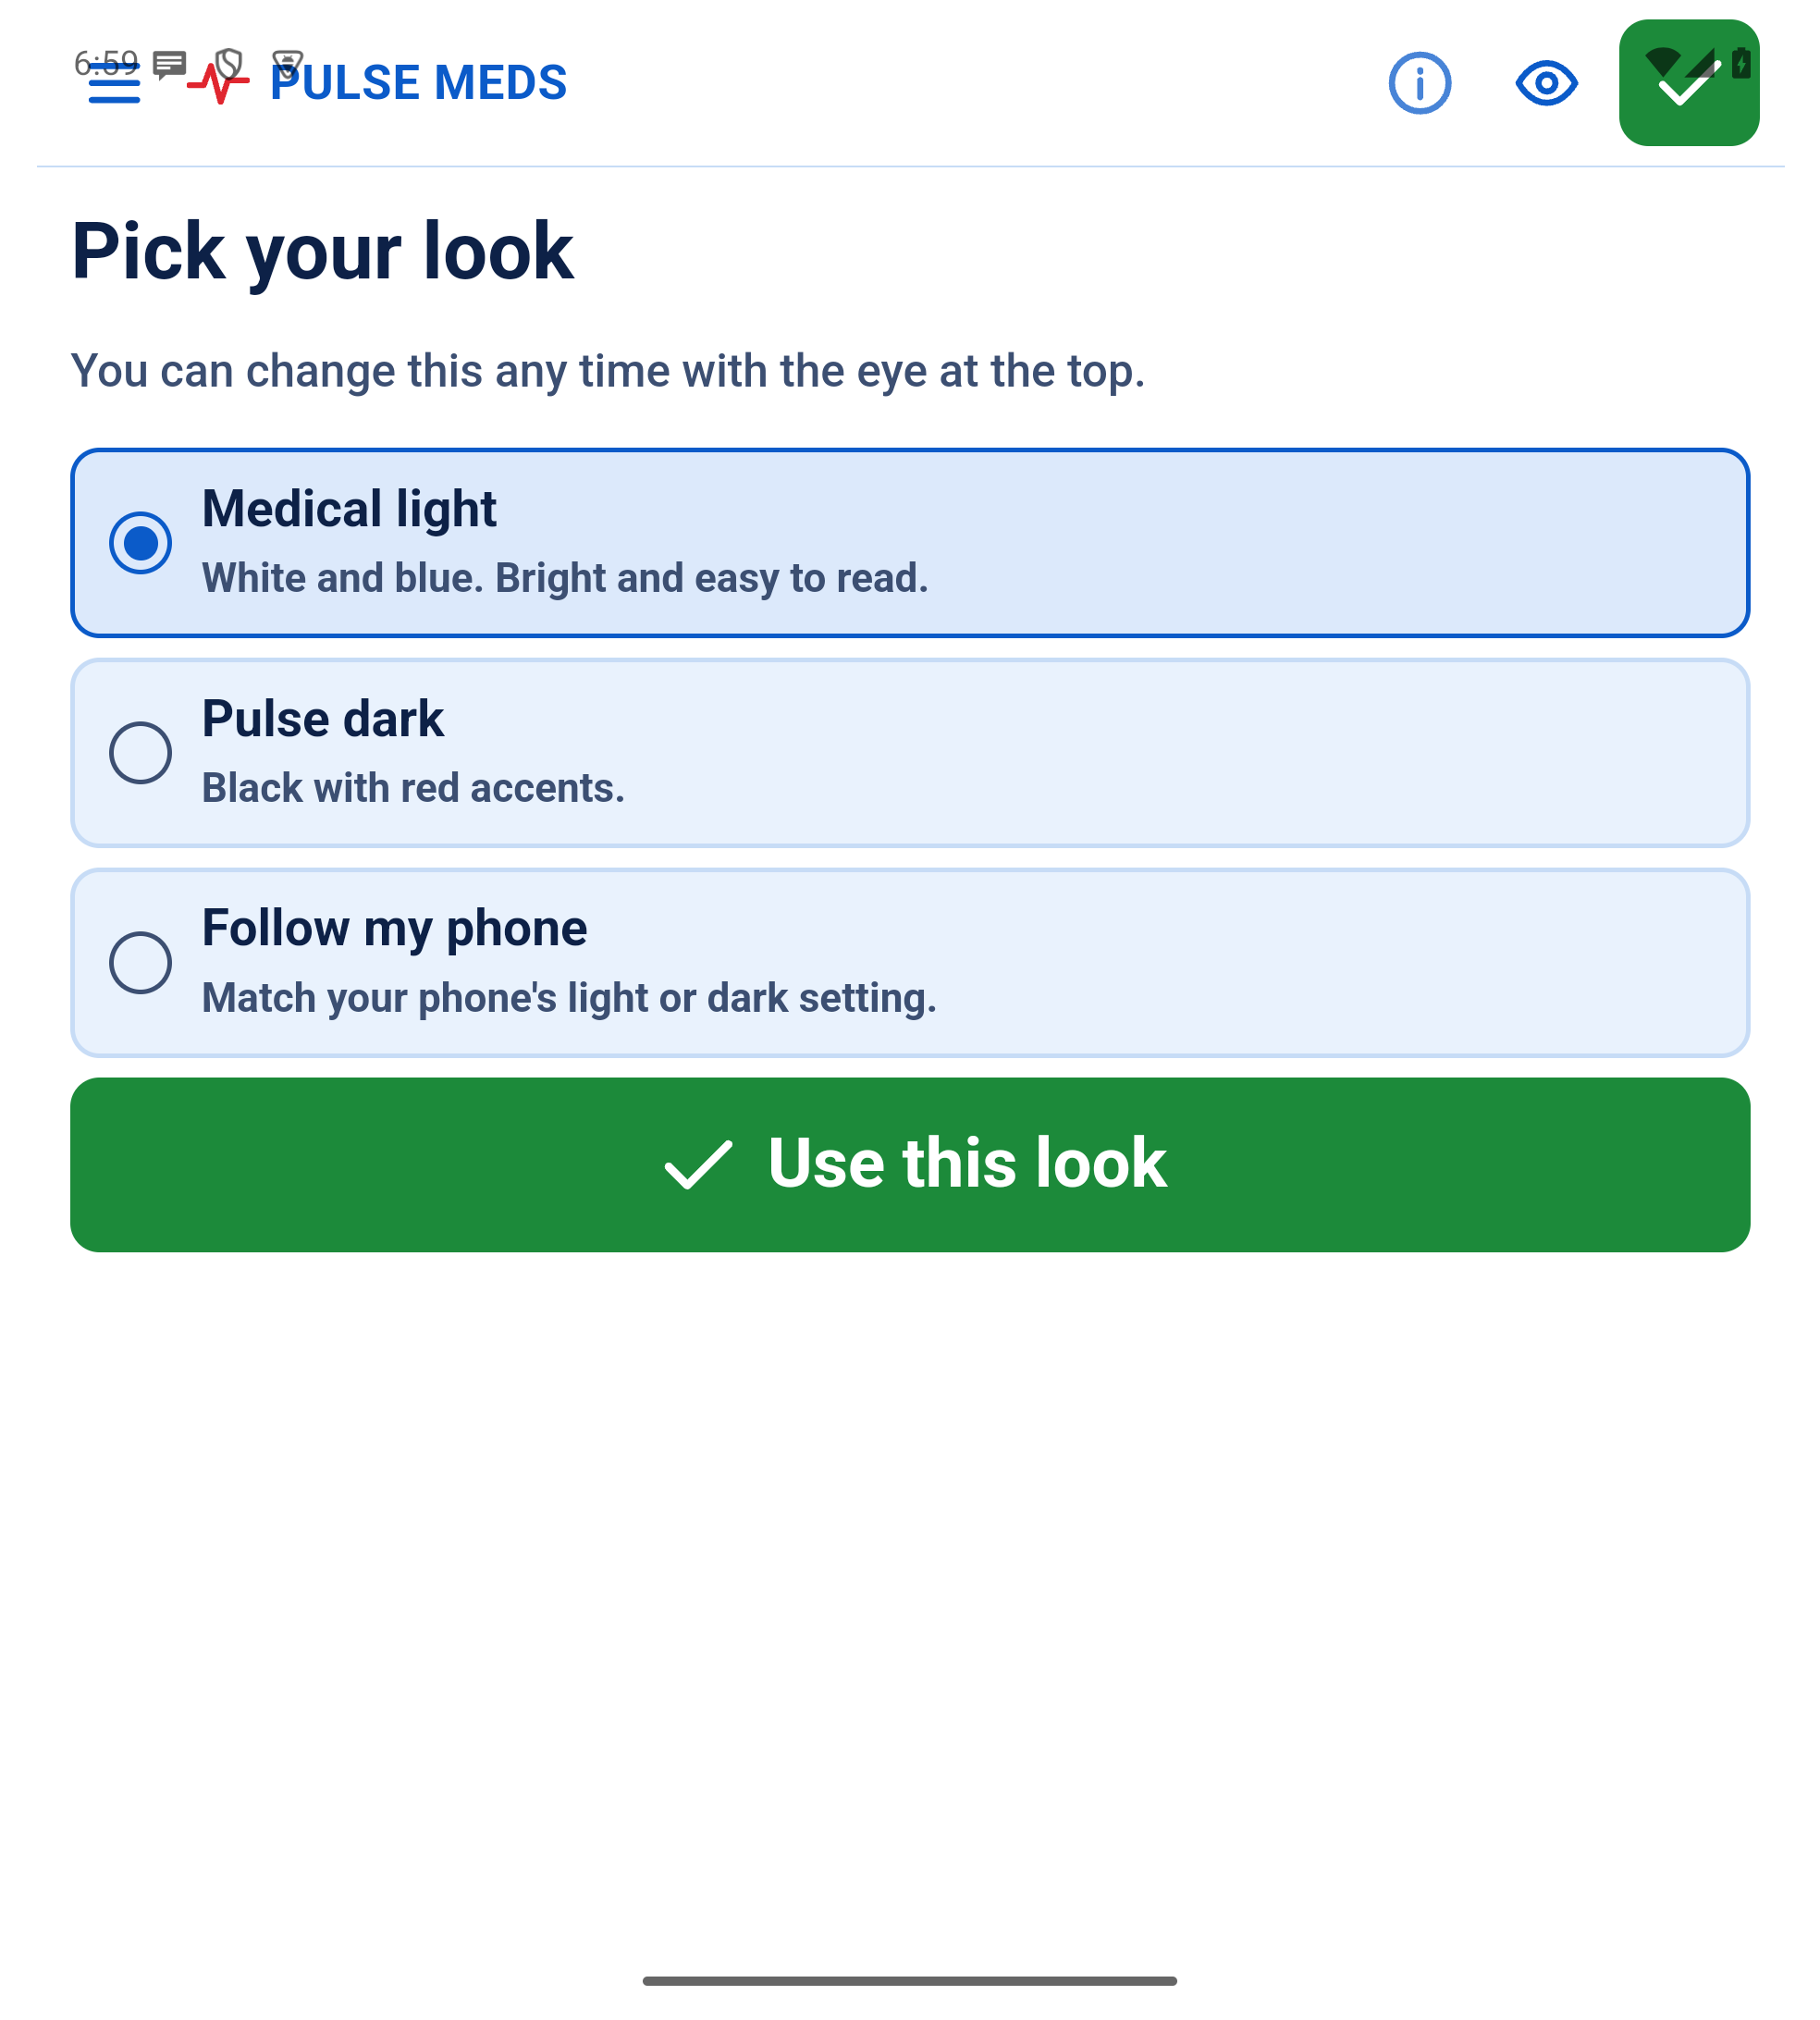 6:59
PULSE MEDS
Pick your look
You can change this any time with the eye at the top.
Medical light
White and blue. Bright and easy to read.
Pulse dark
Black with red accents.
Follow my phone
Match your phone's light or dark setting.
Use this look